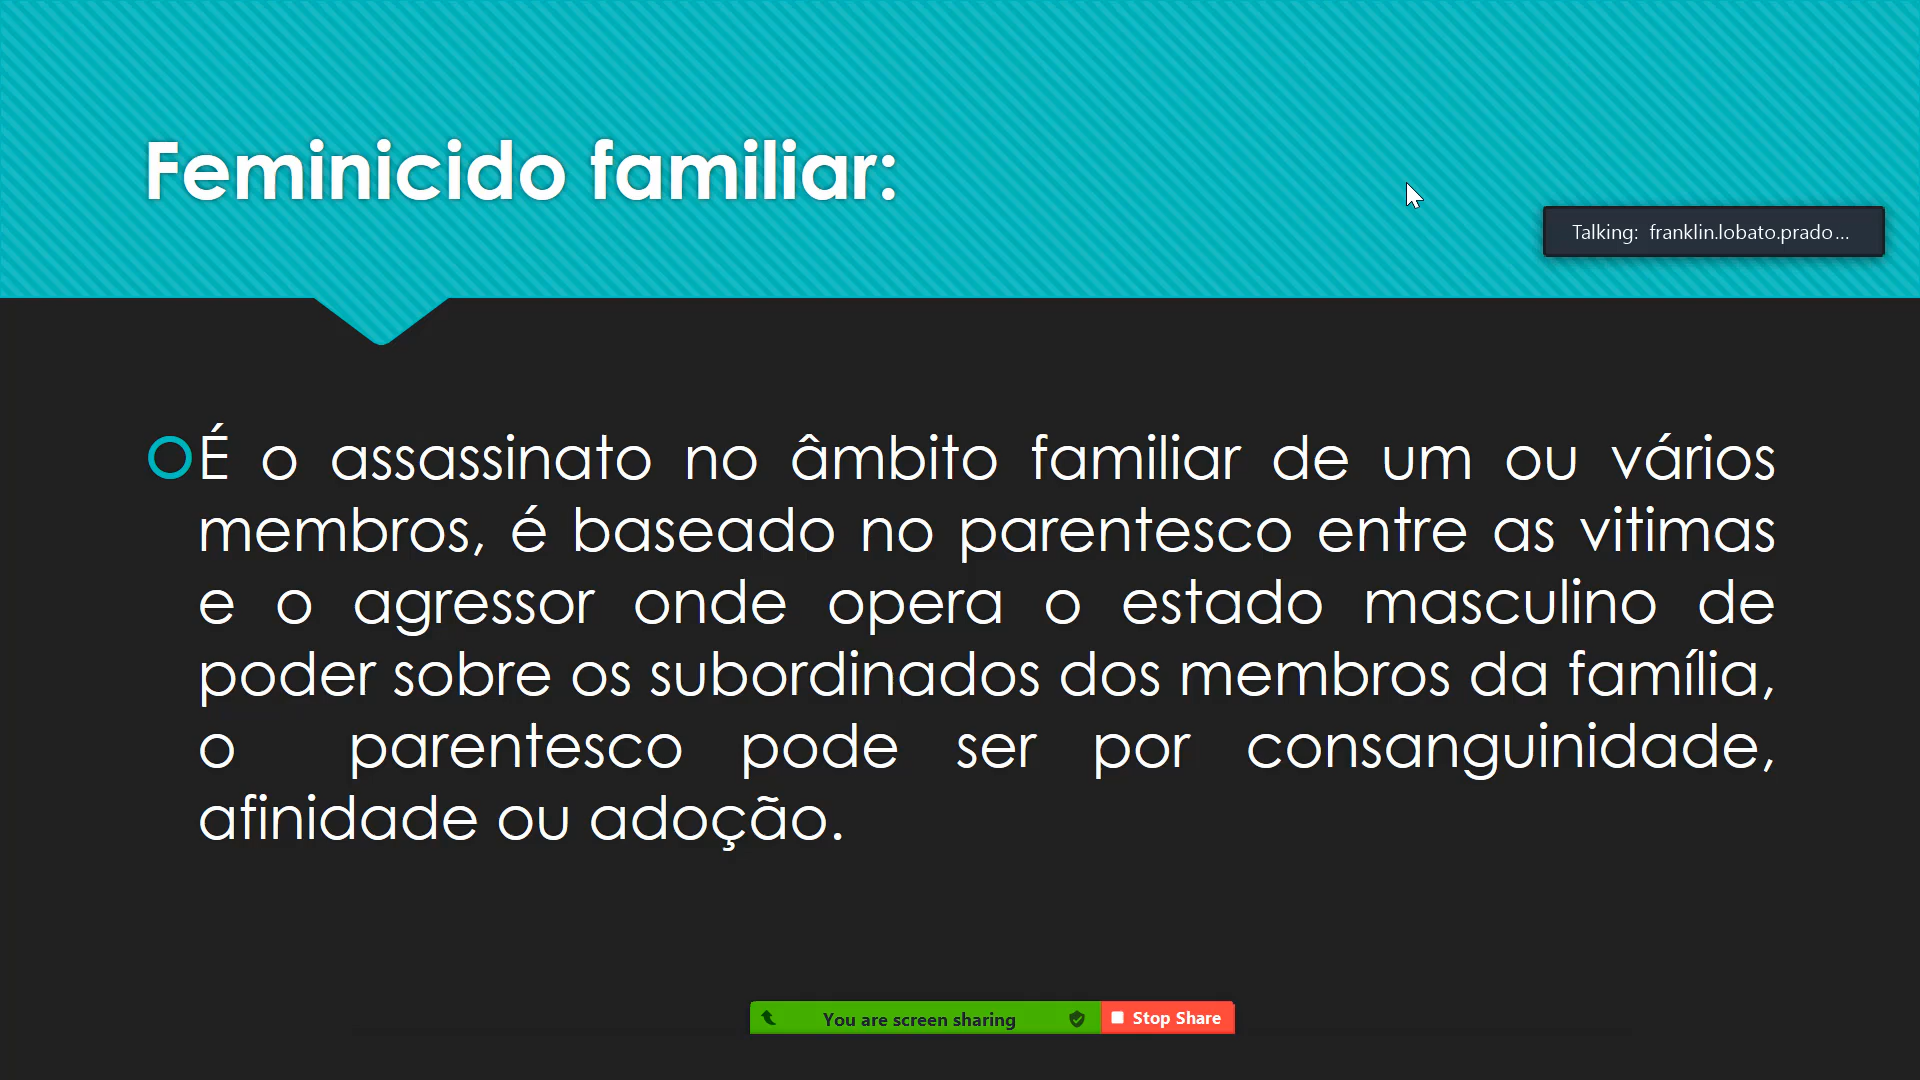 Feminicido familiar:
Talking: franklin.lobato.prado...
É o assassinato no âmbito familiar de um ou vários
membros, é baseado no parentesco entre as vitimas
e o agressor onde opera o estado masculino de
poder sobre os subordinados dos membros da família,
o parentesco pode ser por consanguinidade,
afinidade ou adoção.
You are screen sharing
Stop Share